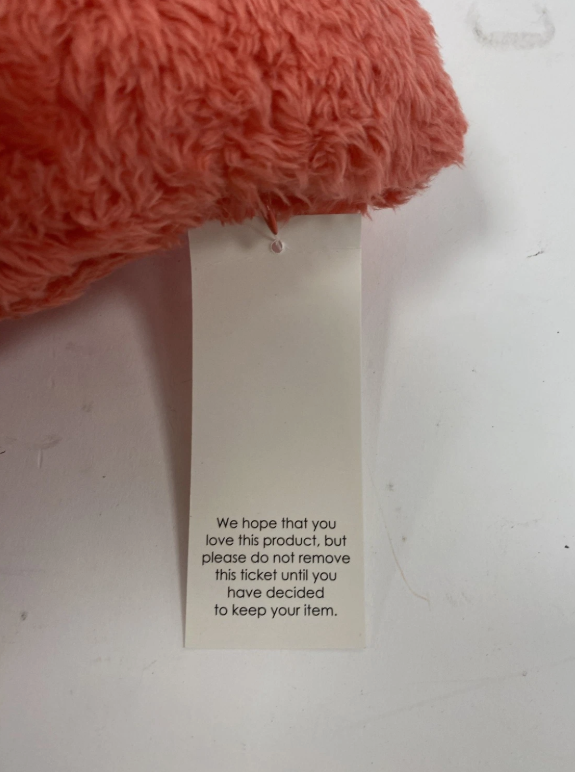 We hope that you
love this product, but
please do not remove
this ticket until you
have decided
to keep your item.